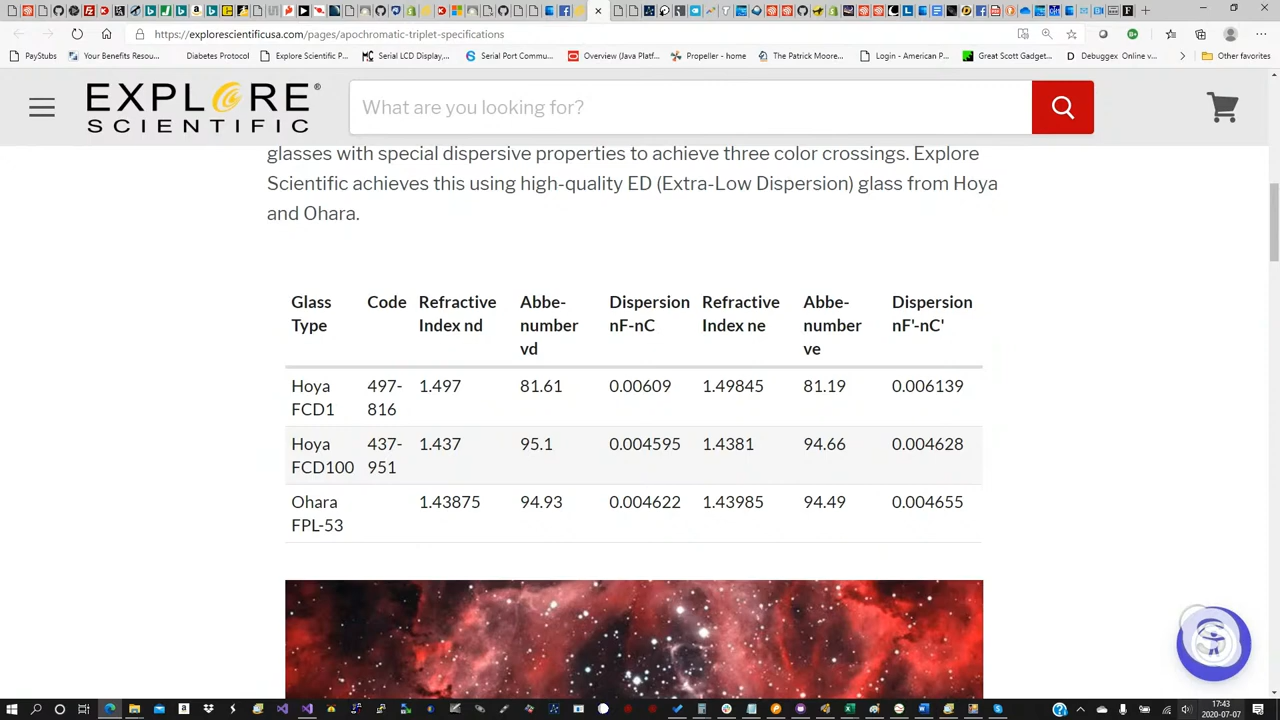 https://explorescientificusa.com/pages/apochromatic-triplet-specifications
PayStubs Your Benefits Resou... Diabetes Protocol Explore Scientific P... Serial LCD Display,... Serial Port Commu... Overview (Java Platf... Propeller - home The Patrick Moore... Login - American P... Great Scott Gadget... Debuggex Online v... Other favorites
EXPLORE®
SCIENTIFIC
What are you looking for?
glasses with special dispersive properties to achieve three color crossings. Explore
Scientific achieves this using high-quality ED (Extra-Low Dispersion) glass from Hoya
and Ohara.
Glass Code Refractive Abbe- Dispersion Refractive Abbe- Dispersion
Type Index nd number nF-nC Index ne number nF'-nC'
vd ve
Hoya 497- 1.497 81.61 0.00609 1.49845 81.19 0.006139
FCD1 816
Hoya 437- 1.437 95.1 0.004595 1.4381 94.66 0.004628
FCD100 951
Ohara 1.43875 94.93 0.004622 1.43985 94.49 0.004655
FPL-53
17:43
2020-07-07